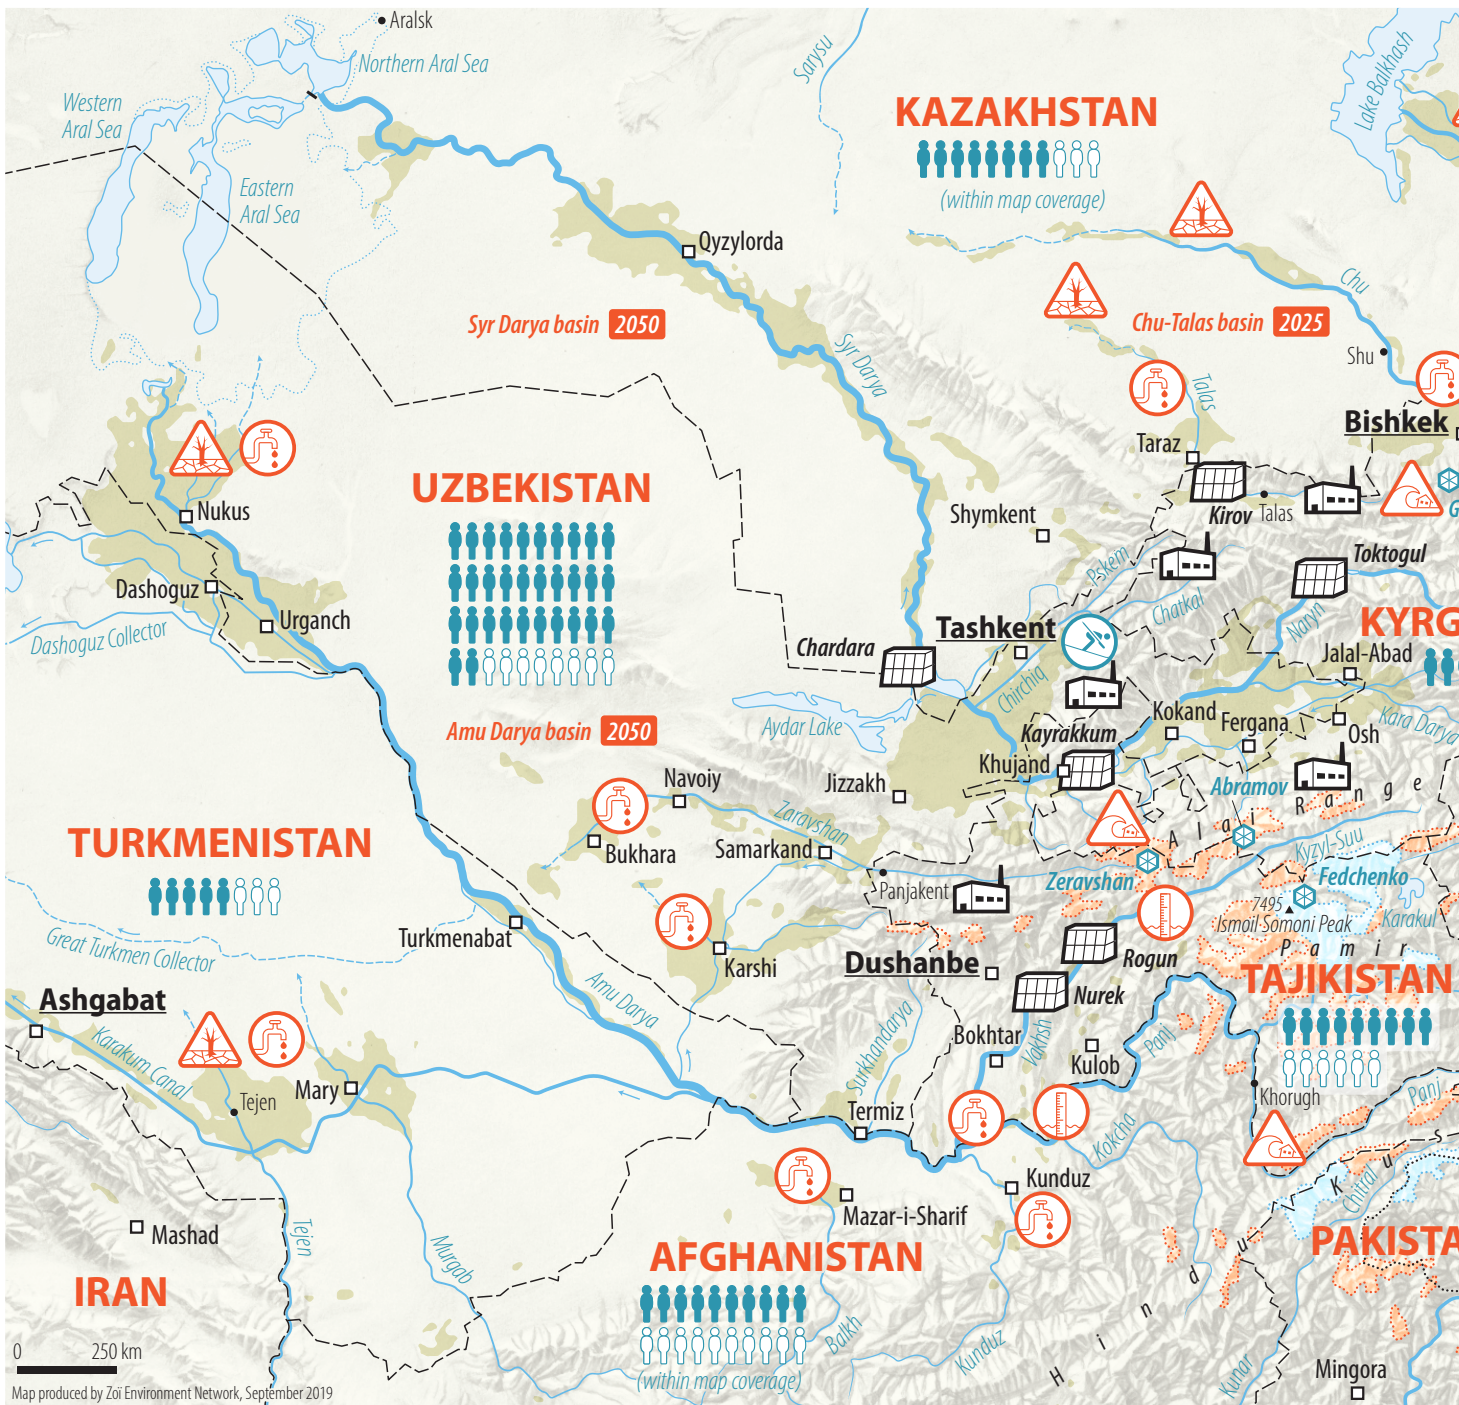 Aralsk
Northern Aral Sea
Western
Aral Sea
Eastern
Aral Sea
Sarysu
KAZAKHSTAN
(within map coverage)
Lake Balkhash
Qyzylorda
Syr Darya basin 2050
Syr Darya
Chu-Talas basin 2025
Chu
Shu
Talas
Taraz
Bishkek
Kirov
Talas
G
UZBEKISTAN
Nukus
Dashoguz
Urganch
Dashoguz Collector
Shymkent
Pskem
Chatkal
Toktogul
Naryn
KYRG
Tashkent
Chardara
Chirchiq
Jalal-Abad
Kara Darya
Osh
Kokand
Fergana
Kayrakkum
Khujand
Aydar Lake
Jizzakh
Amu Darya basin 2050
Navoiy
Zaravshan
Bukhara
Samarkand
Abramov
Alai Range
Kyzyl-Suu
Zeravshan
Fedchenko
7495
Ismoil Somoni Peak
Karakul
Pamir
TURKMENISTAN
Great Turkmen Collector
Turkmenabat
Karshi
Panjakent
Dushanbe
Rogun
Nurek
TAJIKISTAN
Amu Darya
Surkhandarya
Bokhtar
Vakhsh
Kulob
Panj
Khorugh
Panj
Ashgabat
Karakum Canal
Tejen
Mary
Termiz
Kokcha
Kunduz
Mazar-i-Sharif
Chitral
Hindu Kus
PAKISTA
Mashad
Tejen
Murgab
AFGHANISTAN
(within map coverage)
IRAN
Balkh
Kunduz
Kunar
Mingora
0 250 km
Map produced by Zoï Environment Network, September 2019